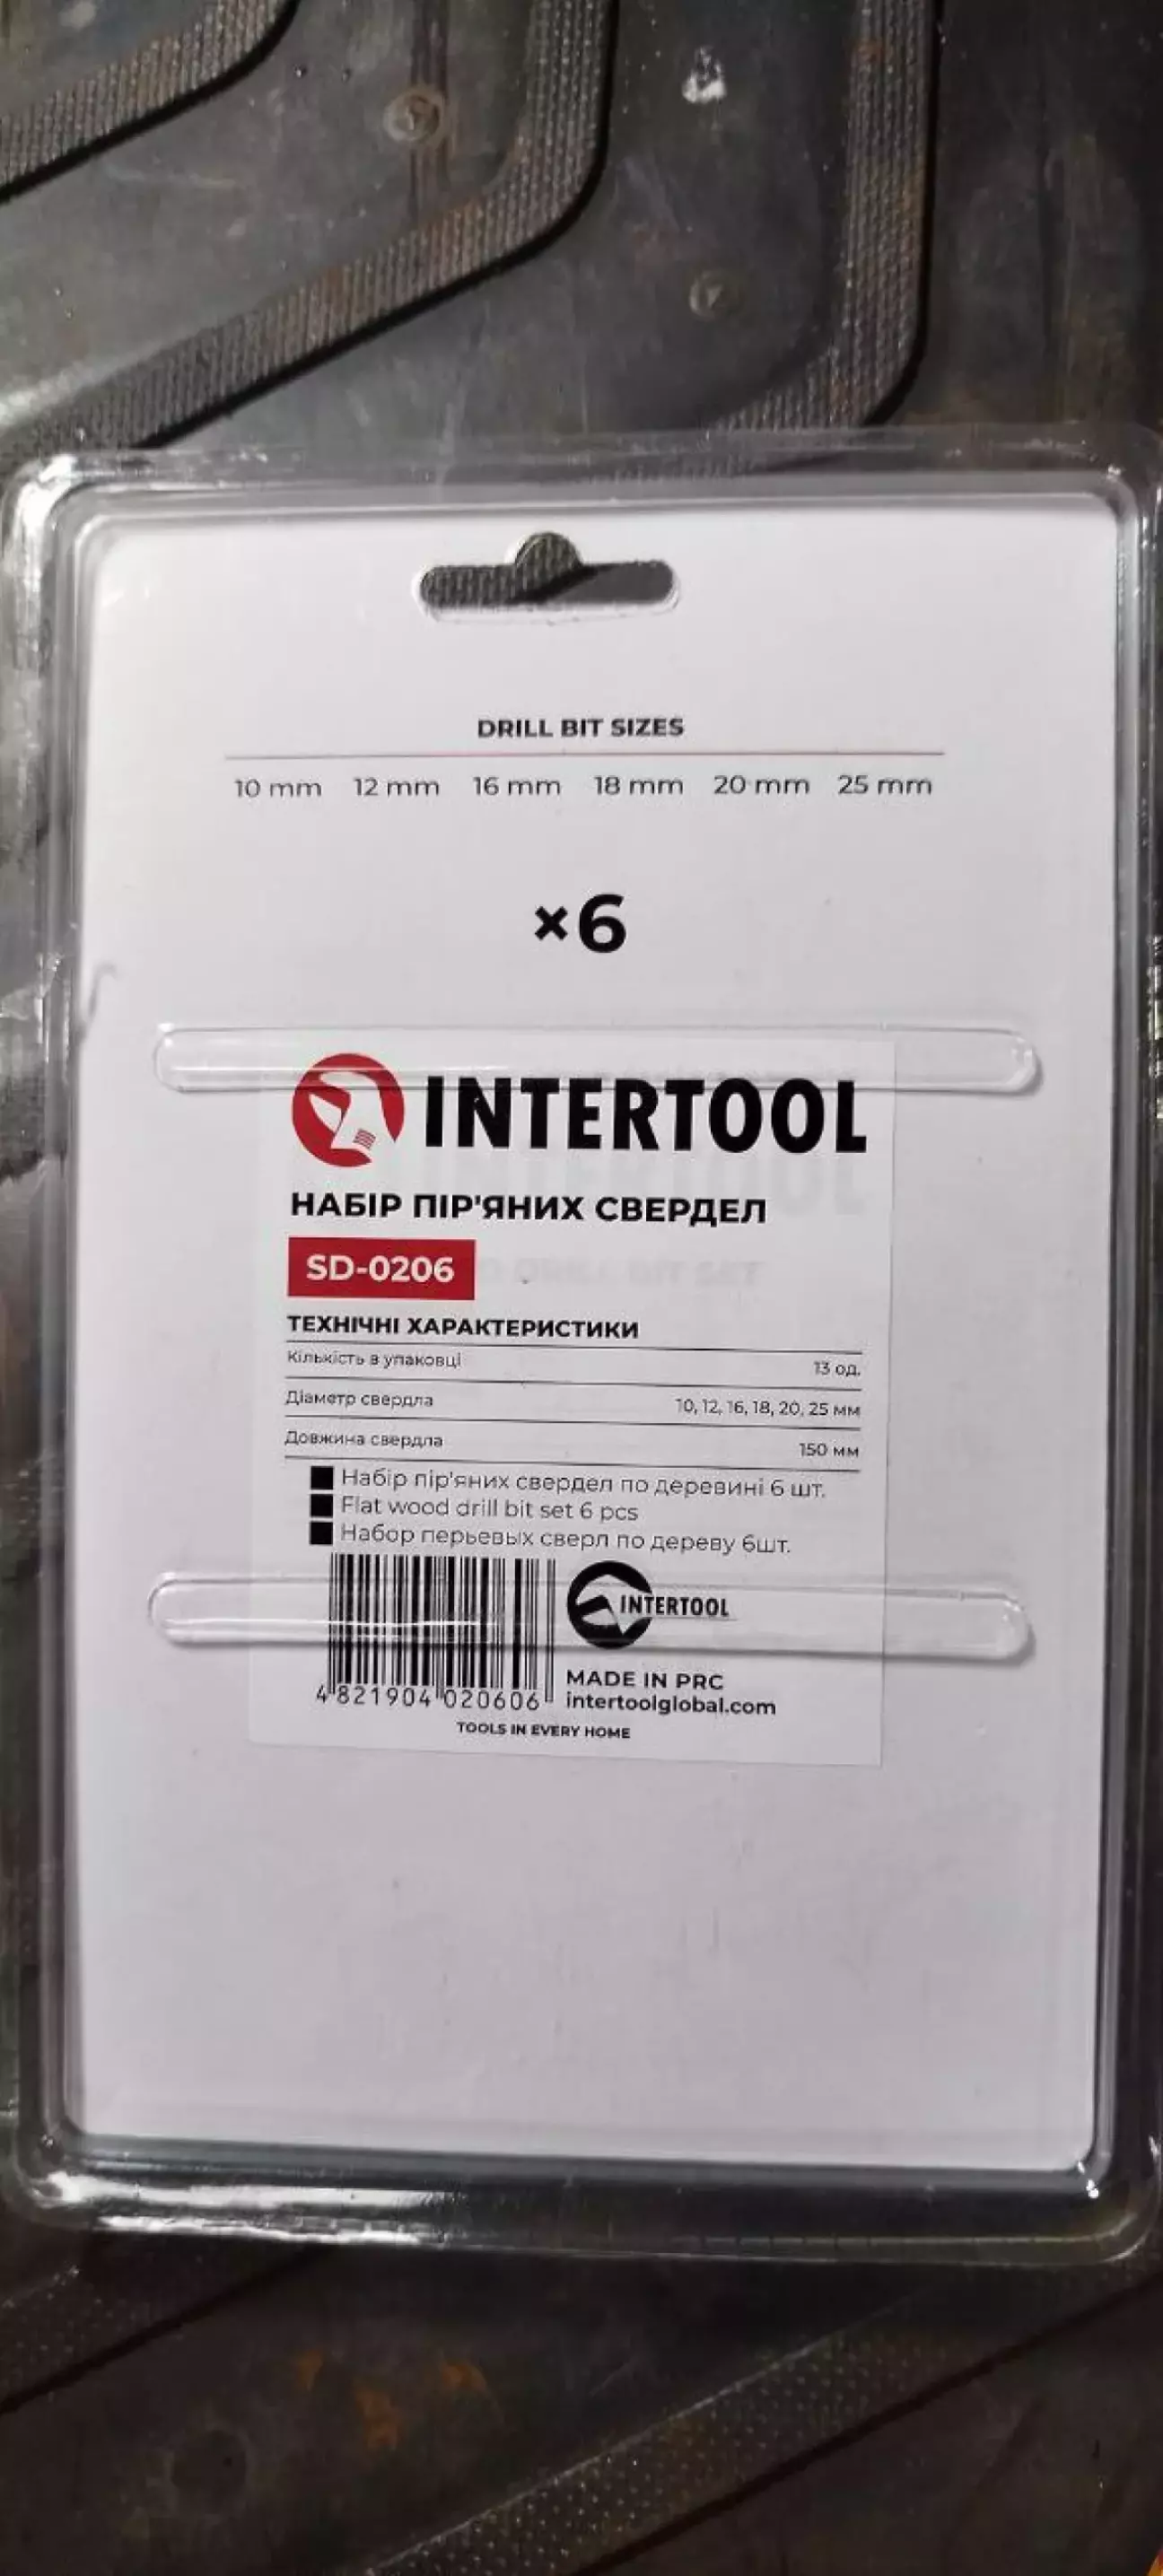 DRILL BIT SIZES
10 mm 12 mm 16 mm 18 mm 20 mm 25 mm
×6
INTERTOOL
НАБІР ПІР'ЯНИХ СВЕРДЕЛ
SD-0206
ТЕХНІЧНІ ХАРАКТЕРИСТИКИ
Кількість в упаковці 13 од.
Діаметр свердла 10, 12, 16, 18, 20, 25 мм
Довжина свердла 150 мм
Набір пір'яних свердел по деревині 6 шт.
Flat wood drill bit set 6 pcs
Набор перьевых сверл по дереву 6шт.
INTERTOOL
MADE IN PRC
4 821904 020606
intertoolglobal.com
TOOLS IN EVERY HOME